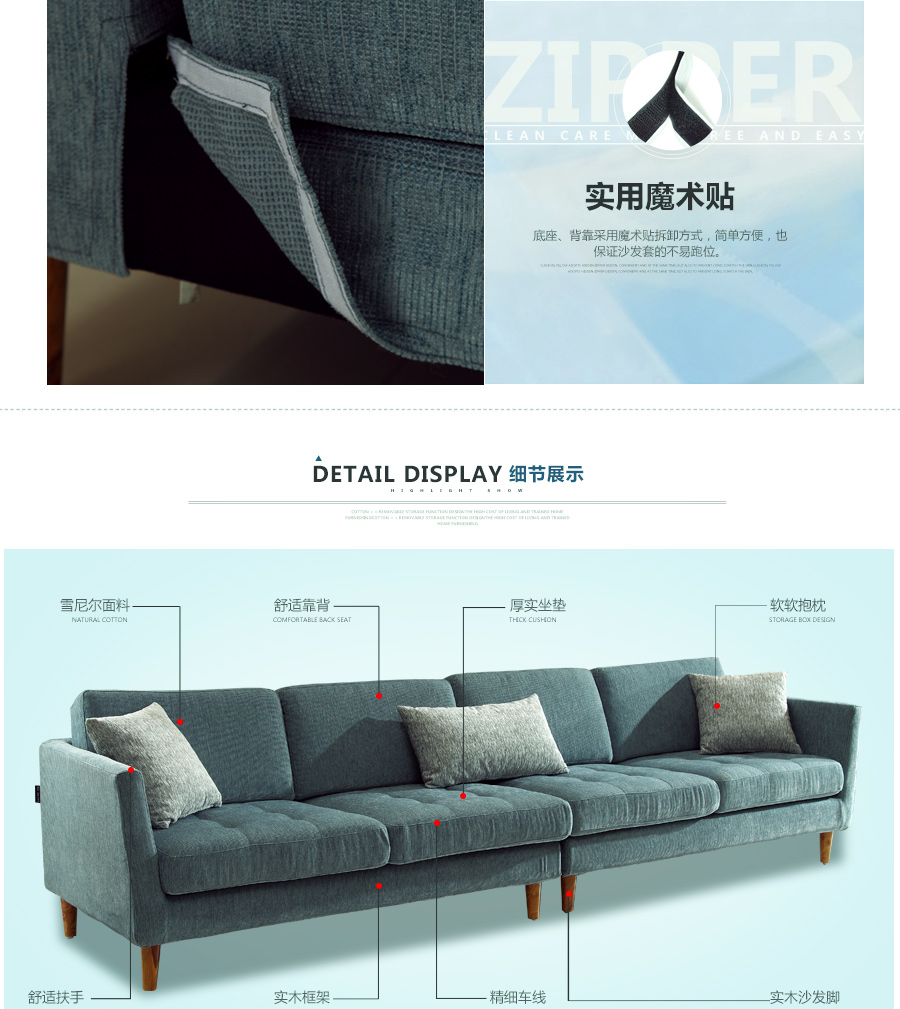 ZIPPER
CLEAN CARE
REE AND EASY
实用魔术贴
底座、背靠采用魔术贴拆卸方式，简单方便，也
保证沙发套的不易跑位。
DETAIL DISPLAY 细节展示
HIGHLIGHT SHOW
雪尼尔面料
NATURAL COTTON
舒适靠背
COMFORTABLE BACK SEAT
厚实坐垫
THICK CUSHION
软软抱枕
STORAGE BOX DESIGN
舒适扶手
实木框架
精细车线
实木沙发脚